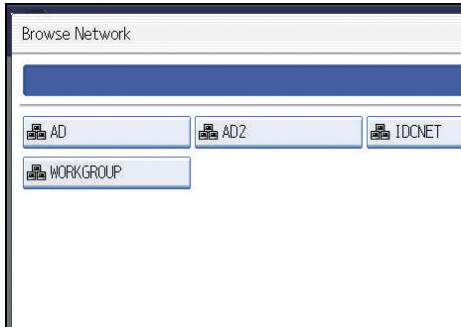 Browse Network
AD
AD2
IDCNET
WORKGROUP